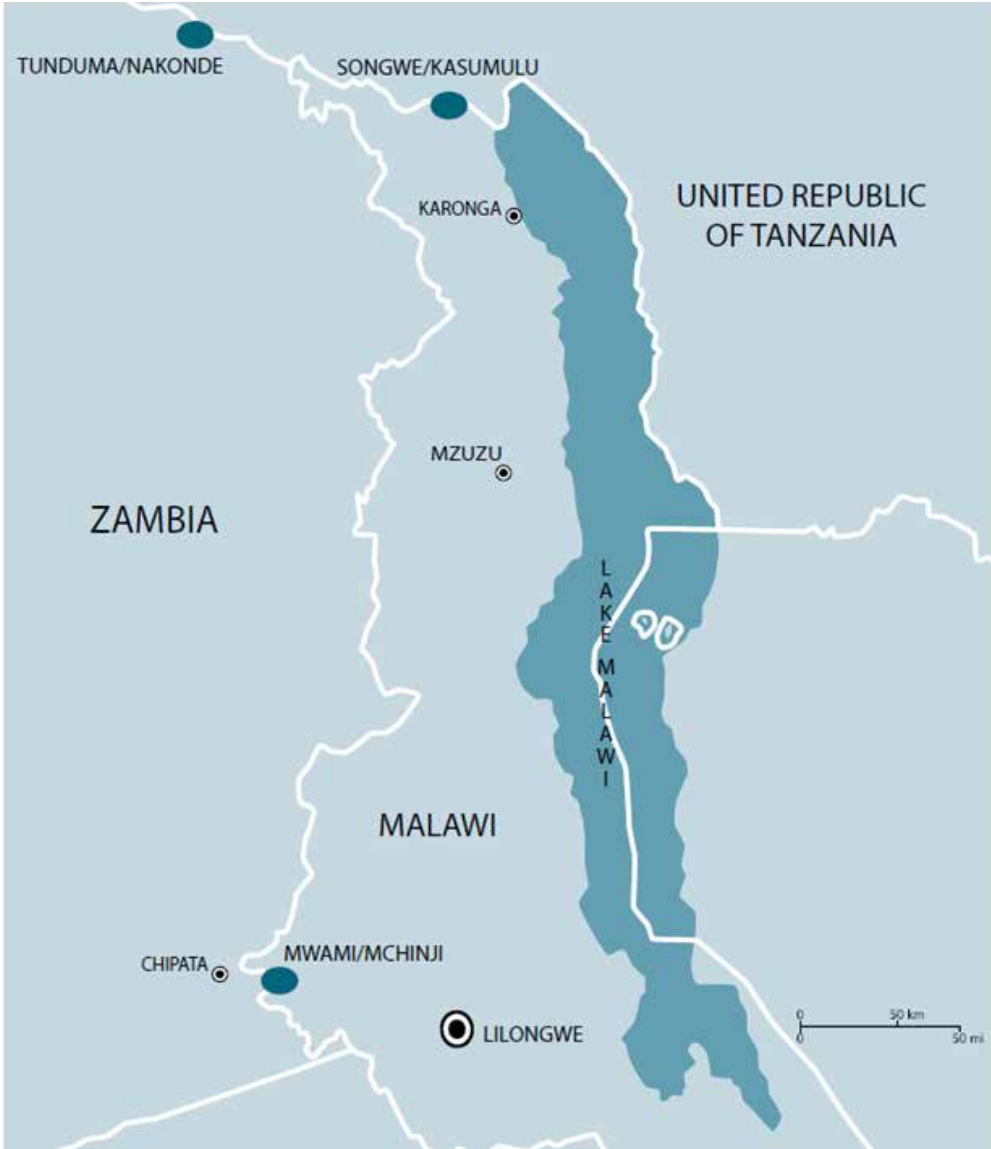 TUNDUMA/NAKONDE
SONGWE/KASUMULU
KARONGA
UNITED REPUBLIC
OF TANZANIA
MZUZU
ZAMBIA
LAKE MALAWI
MALAWI
CHIPATA
MWAMI/MCHINJI
LILONGWE
0
50 km
0
50 mi